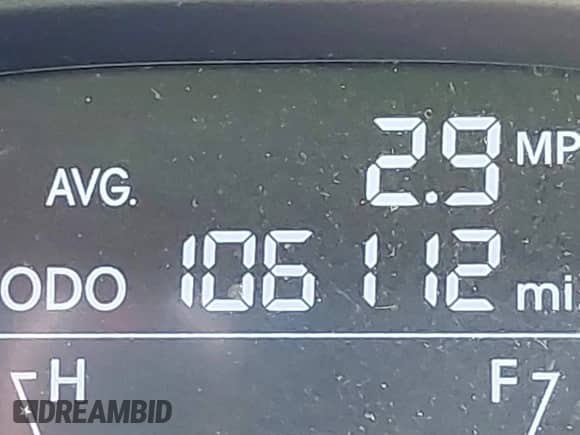 AVG. 2.9 MP
ODO 106112 mi
H F
DREAMBID